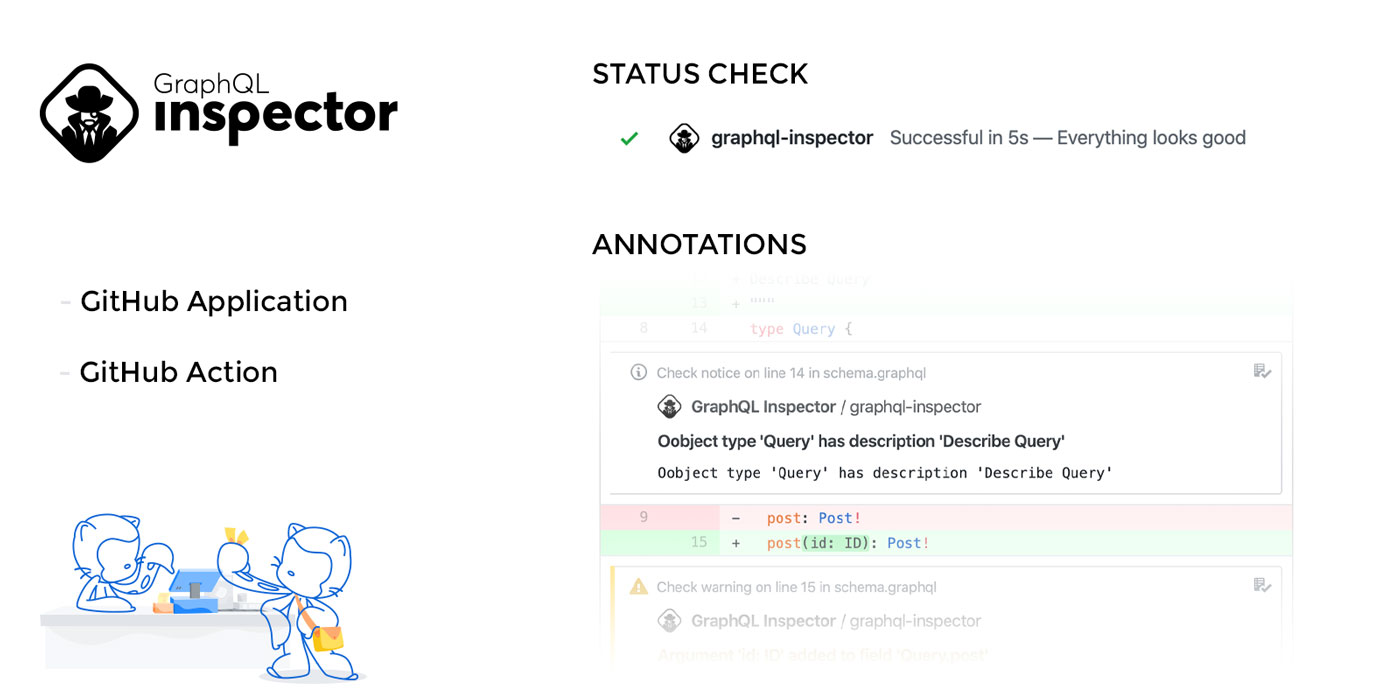 GraphQL
inspector
- GitHub Application
- GitHub Action
STATUS CHECK
graphql-inspector Successful in 5s — Everything looks good
ANNOTATIONS
+ Describe Query
13 + """
8 14 type Query {
Check notice on line 14 in schema.graphql
GraphQL Inspector / graphql-inspector
Oobject type 'Query' has description 'Describe Query'
Oobject type 'Query' has description 'Describe Query'
9 - post: Post!
15 + post(id: ID): Post!
Check warning on line 15 in schema.graphql
GraphQL Inspector / graphql-inspector
Argument 'id: ID' added to field 'Query.post'